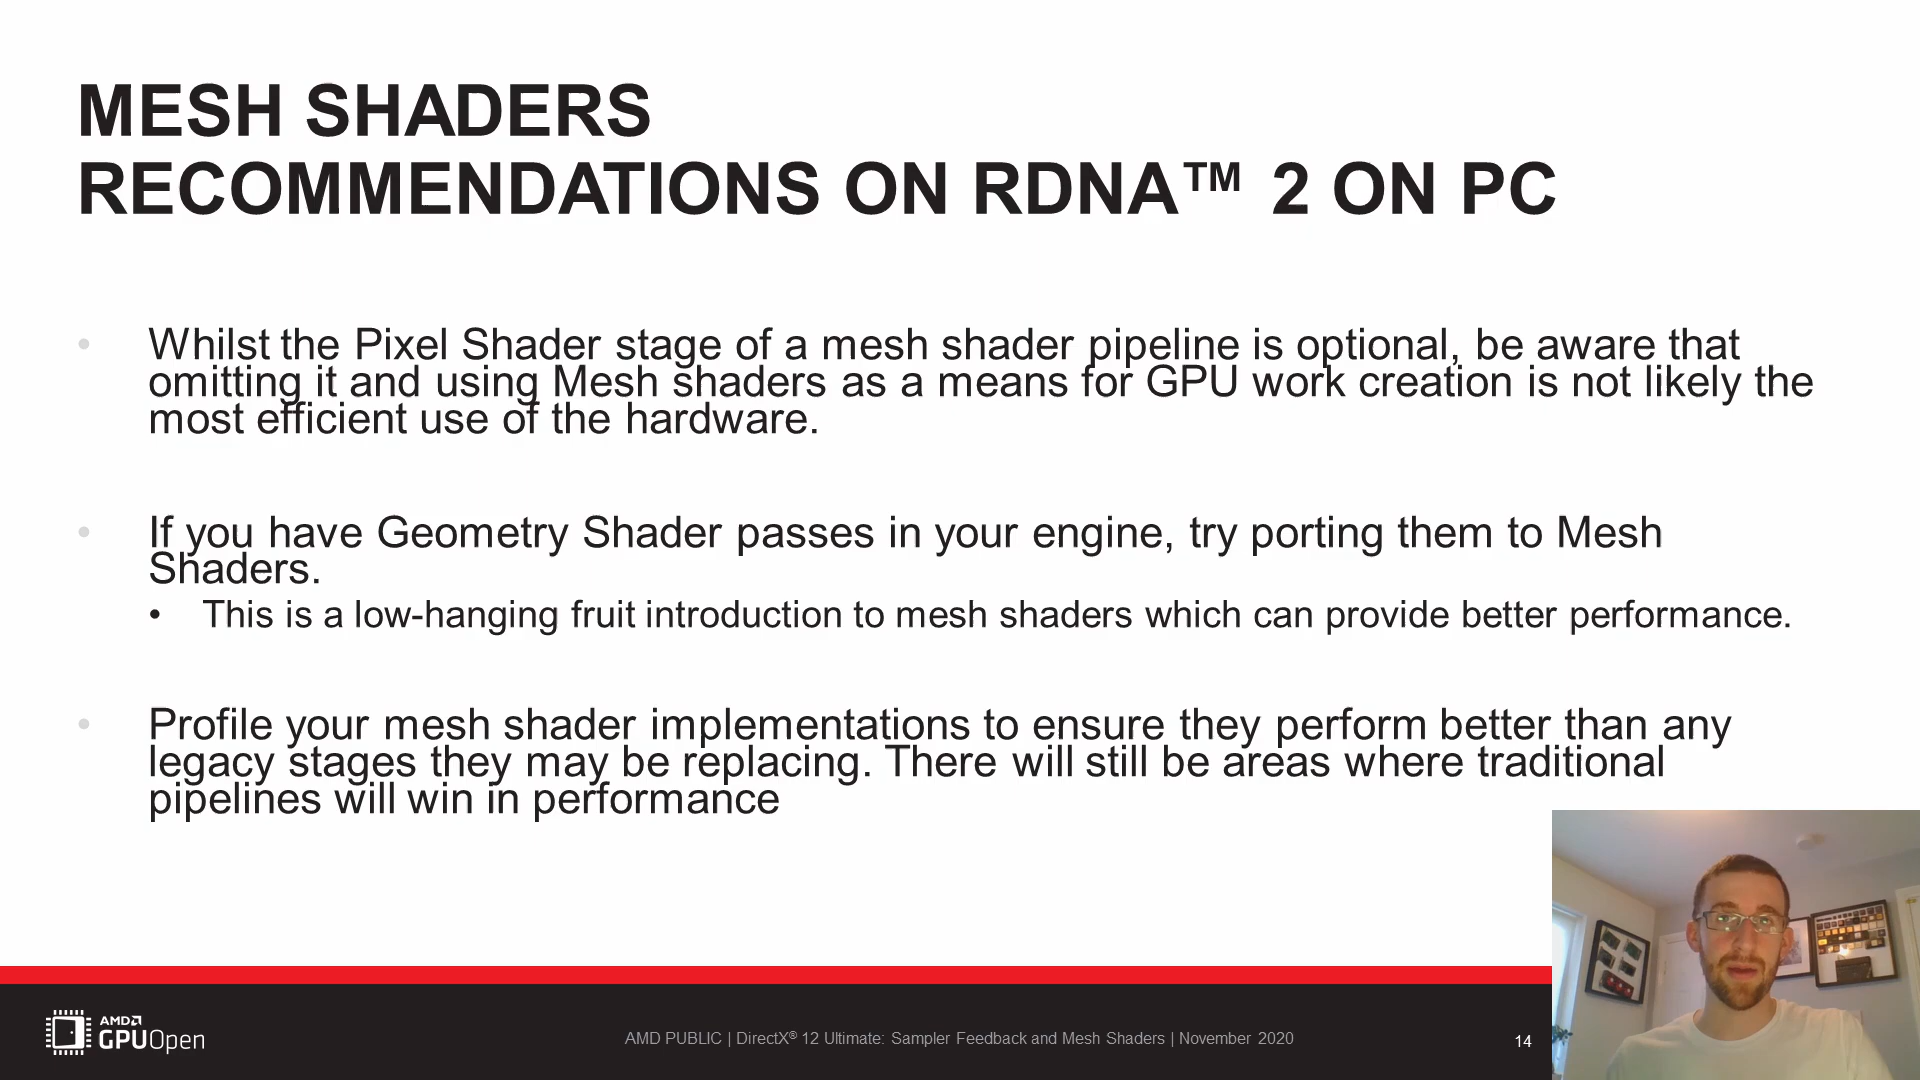 MESH SHADERS
RECOMMENDATIONS ON RDNA™ 2 ON PC
• Whilst the Pixel Shader stage of a mesh shader pipeline is optional, be aware that
omitting it and using Mesh shaders as a means for GPU work creation is not likely the
most efficient use of the hardware.
• If you have Geometry Shader passes in your engine, try porting them to Mesh
Shaders.
• This is a low-hanging fruit introduction to mesh shaders which can provide better performance.
• Profile your mesh shader implementations to ensure they perform better than any
legacy stages they may be replacing. There will still be areas where traditional
pipelines will win in performance
AMD
GPUOpen
AMD PUBLIC | DirectX® 12 Ultimate: Sampler Feedback and Mesh Shaders | November 2020
14